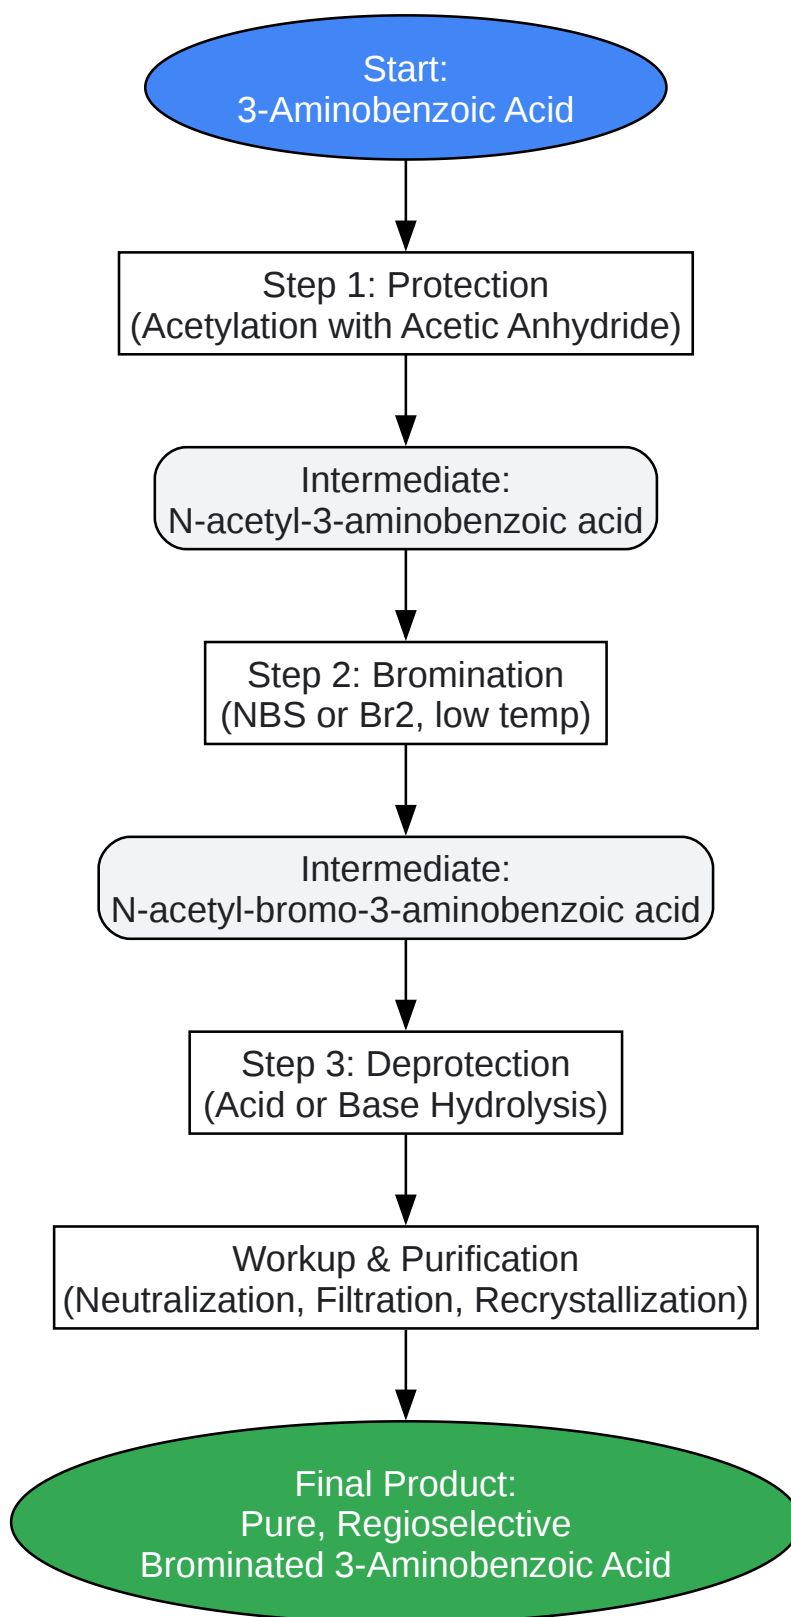 Start:
3-Aminobenzoic Acid
Step 1: Protection
(Acetylation with Acetic Anhydride)
Intermediate:
N-acetyl-3-aminobenzoic acid
Step 2: Bromination
(NBS or Br2, low temp)
Intermediate:
N-acetyl-bromo-3-aminobenzoic acid
Step 3: Deprotection
(Acid or Base Hydrolysis)
Workup & Purification
(Neutralization, Filtration, Recrystallization)
Final Product:
Pure, Regioselective
Brominated 3-Aminobenzoic Acid